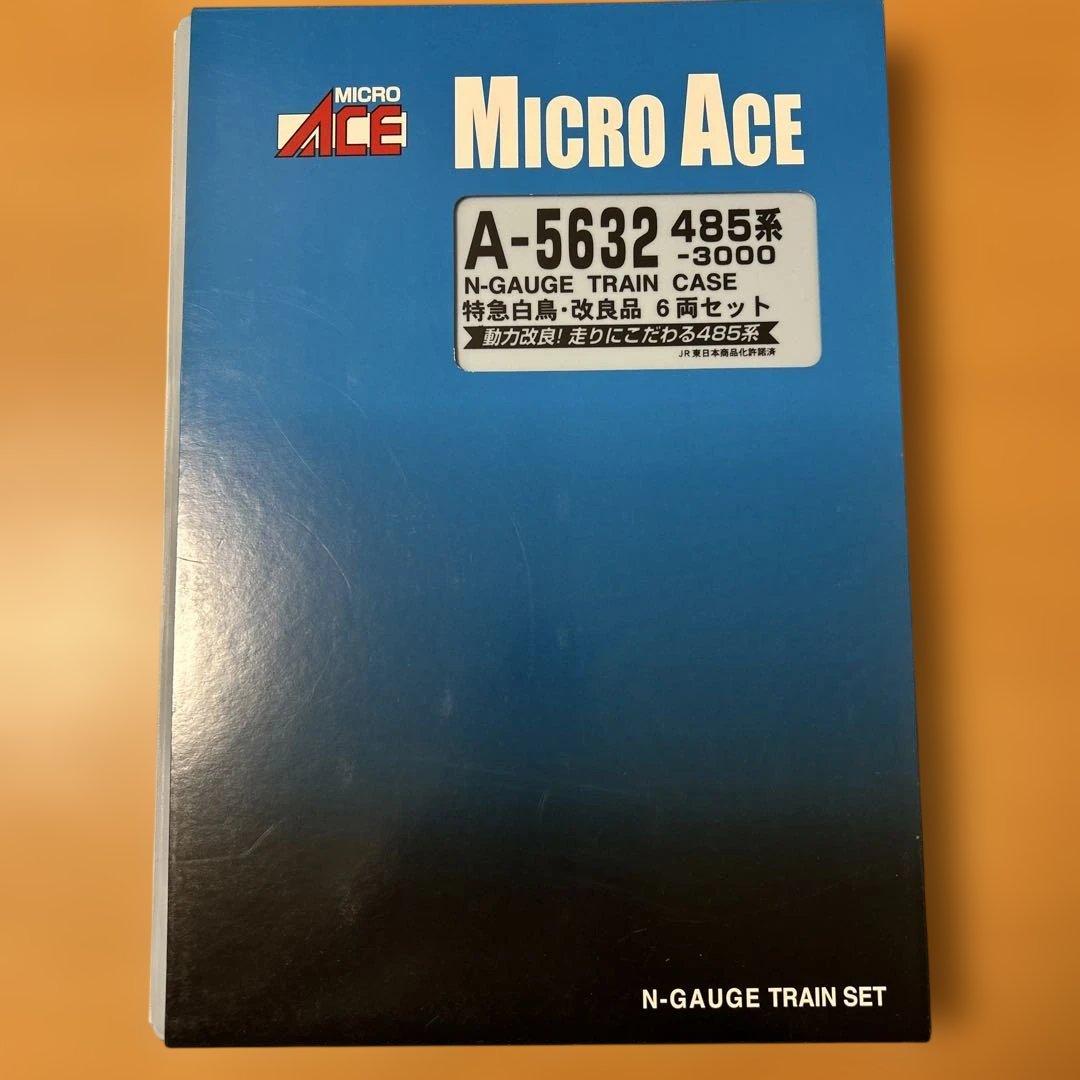 MICRO
ACE
MICRO ACE
A-5632 485系
-3000
N-GAUGE TRAIN CASE
特急白鳥・改良品 6両セット
動力改良!走りにこだわる485系
JR東日本商品化許諾済
N-GAUGE TRAIN SET